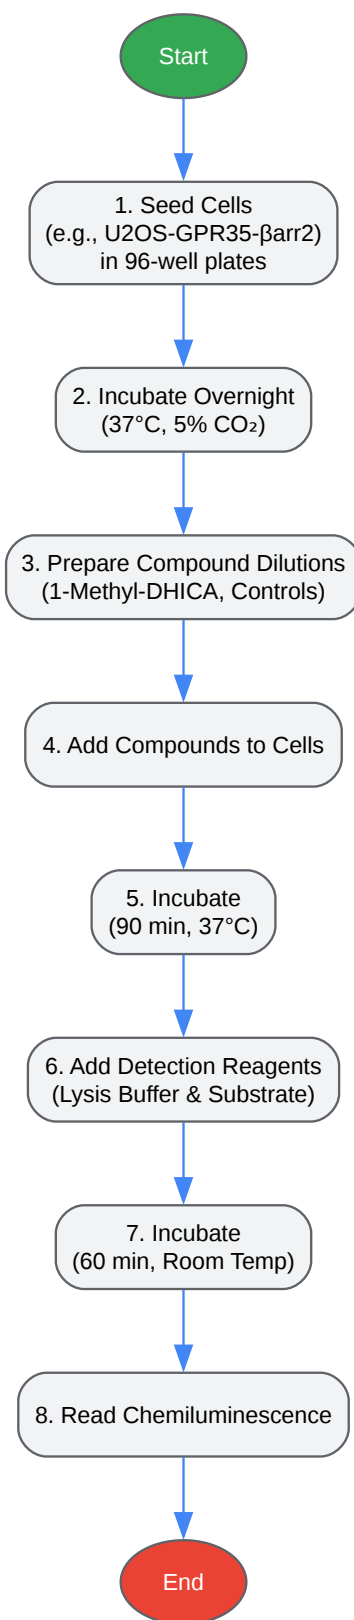 Start
1. Seed Cells
(e.g., U2OS-GPR35-βarr2)
in 96-well plates
2. Incubate Overnight
(37°C, 5% CO₂)
3. Prepare Compound Dilutions
(1-Methyl-DHICA, Controls)
4. Add Compounds to Cells
5. Incubate
(90 min, 37°C)
6. Add Detection Reagents
(Lysis Buffer & Substrate)
7. Incubate
(60 min, Room Temp)
8. Read Chemiluminescence
End